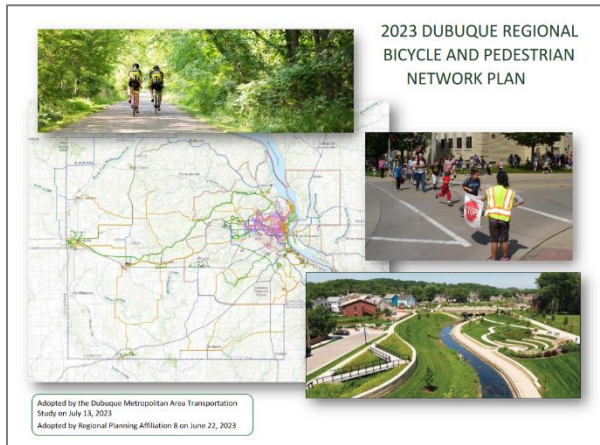 2023 DUBUQUE REGIONAL
BICYCLE AND PEDESTRIAN
NETWORK PLAN
STOP
Adopted by the Dubuque Metropolitan Area Transportation
Study on July 13, 2023
Adopted by Regional Planning Affiliation 8 on June 22, 2023